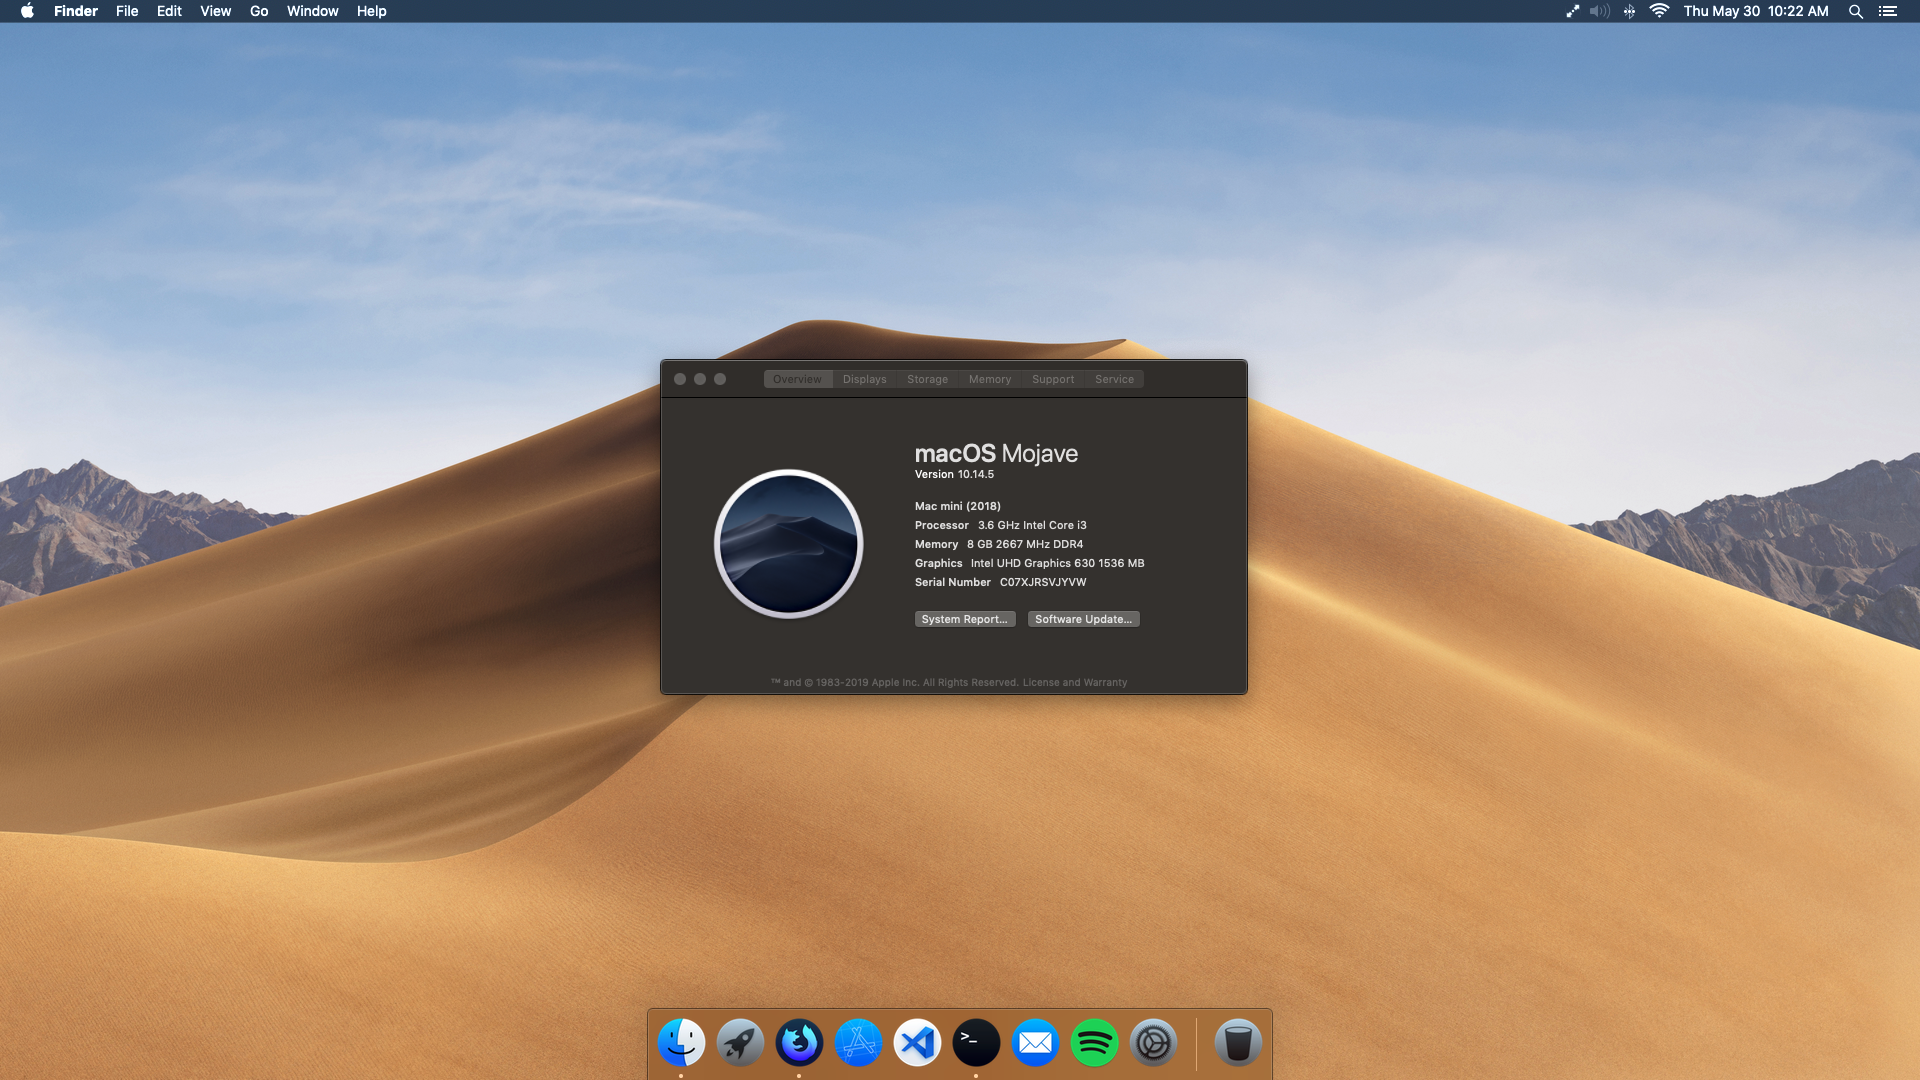 Finder File Edit View Go Window Help Thu May 30 10:22 AM
Overview Displays Storage Memory Support Service
macOS Mojave
Version 10.14.5
Mac mini (2018)
Processor 3.6 GHz Intel Core i3
Memory 8 GB 2667 MHz DDR4
Graphics Intel UHD Graphics 630 1536 MB
Serial Number C07XJRSVJYVW
System Report... Software Update...
™ and © 1983-2019 Apple Inc. All Rights Reserved. License and Warranty
>_